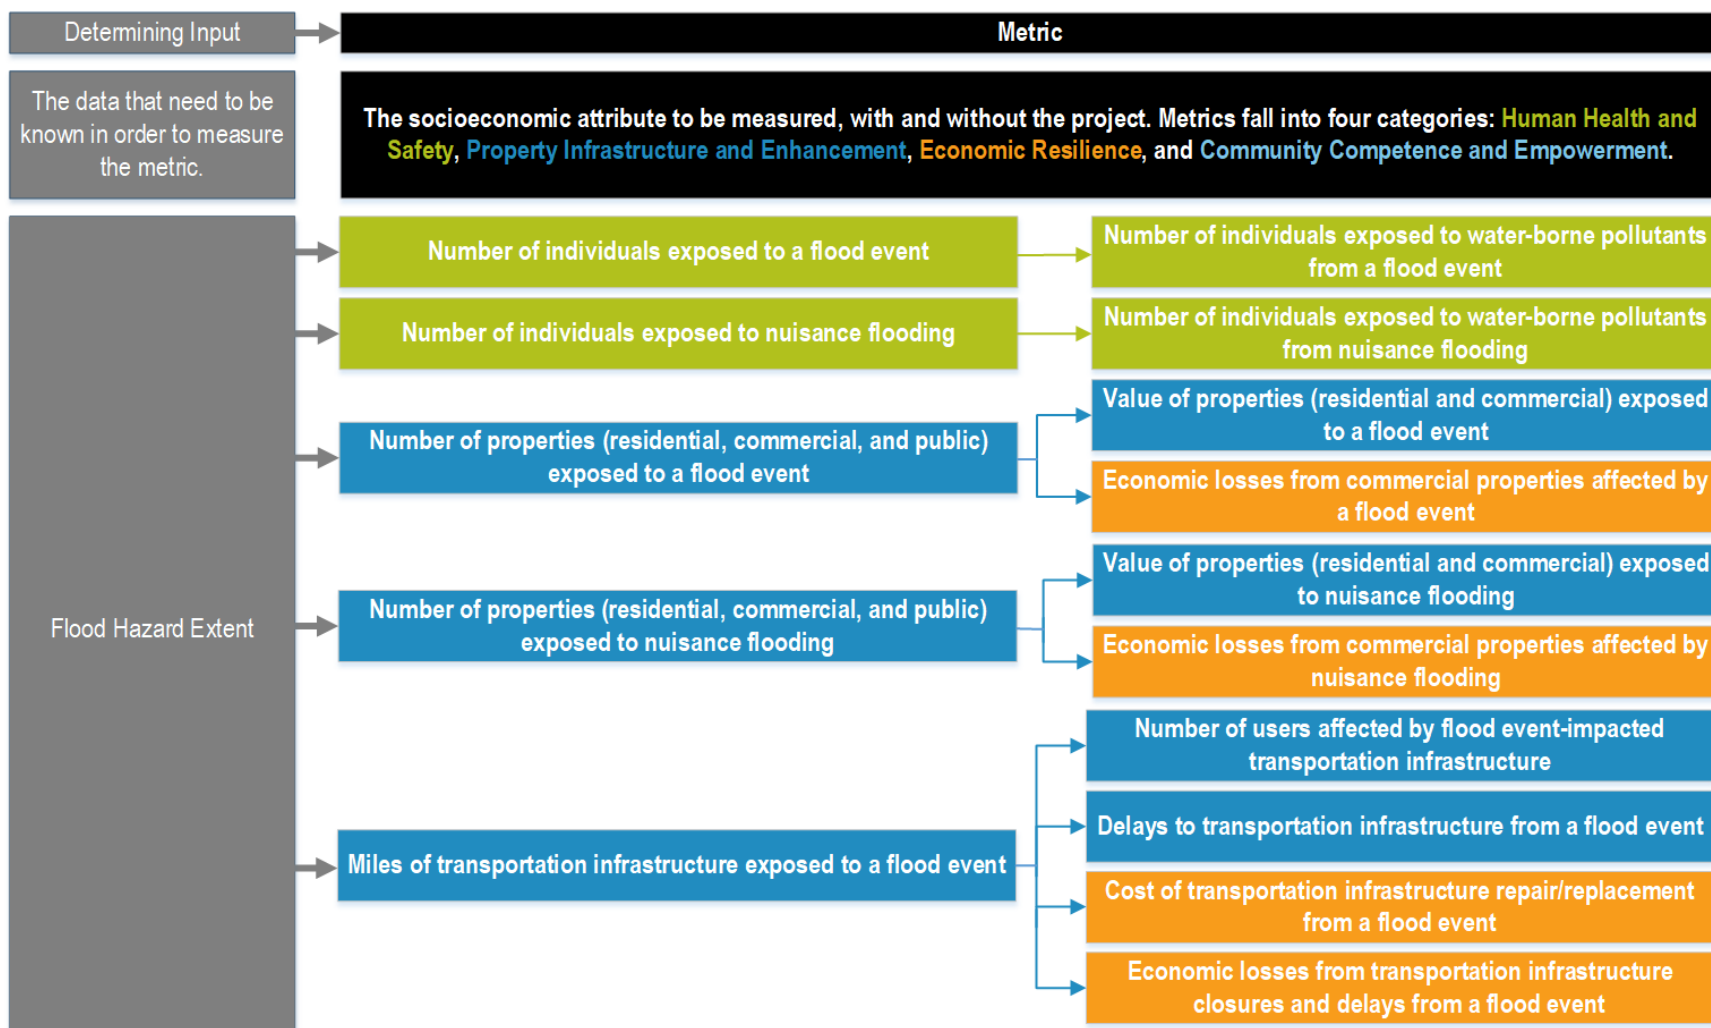 Determining Input
Metric
The data that need to be
known in order to measure
the metric.
The socioeconomic attribute to be measured, with and without the project. Metrics fall into four categories: Human Health and
Safety, Property Infrastructure and Enhancement, Economic Resilience, and Community Competence and Empowerment.
Flood Hazard Extent
Number of individuals exposed to a flood event
Number of individuals exposed to water-borne pollutants
from a flood event
Number of individuals exposed to nuisance flooding
Number of individuals exposed to water-borne pollutants
from nuisance flooding
Number of properties (residential, commercial, and public)
exposed to a flood event
Value of properties (residential and commercial) exposed
to a flood event
Economic losses from commercial properties affected by
a flood event
Number of properties (residential, commercial, and public)
exposed to nuisance flooding
Value of properties (residential and commercial) exposed
to nuisance flooding
Economic losses from commercial properties affected by
nuisance flooding
Miles of transportation infrastructure exposed to a flood event
Number of users affected by flood event-impacted
transportation infrastructure
Delays to transportation infrastructure from a flood event
Cost of transportation infrastructure repair/replacement
from a flood event
Economic losses from transportation infrastructure
closures and delays from a flood event